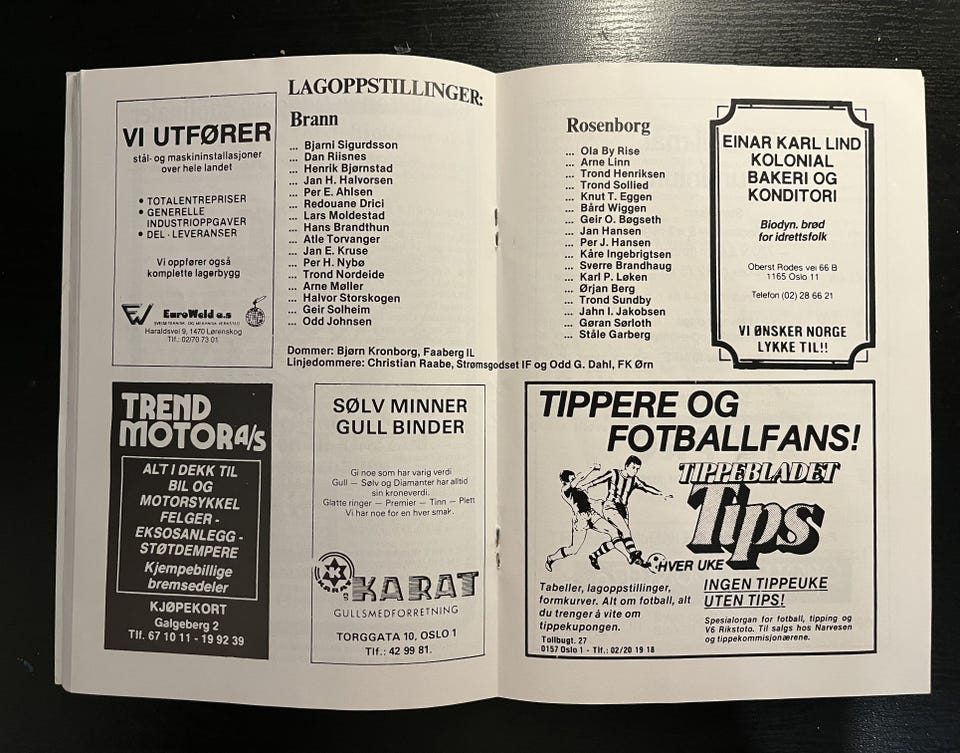 LAGOPPSTILLINGER:
VI UTFØRER
stål- og maskininstallasjoner
over hele landet
• TOTALENTREPRISER
• GENERELLE
INDUSTRIOPPGAVER
• DEL - LEVERANSER
Vi oppfører også
komplette lagerbygg
EW
EuroWeld a.s
Haraldsvei 9, 1470 Lørenskog
Tlf.: 02/70 73 01
Brann
... Bjarni Sigurdsson
... Dan Riisnes
... Henrik Bjørnstad
... Jan H. Halvorsen
... Per E. Ahlsen
... Redouane Drici
... Lars Moldestad
... Hans Brandthun
... Atle Torvanger
... Jan E. Kruse
... Per H. Nybø
... Trond Nordeide
... Arne Møller
... Halvor Storskogen
... Geir Solheim
... Odd Johnsen
Rosenborg
... Ola By Rise
... Arne Linn
... Trond Henriksen
... Trond Sollied
... Knut T. Eggen
... Bård Wiggen
... Geir O. Bøgseth
... Jan Hansen
... Per J. Hansen
... Kåre Ingebrigtsen
... Sverre Brandhaug
... Karl P. Løken
... Ørjan Berg
... Trond Sundby
... Jahn I. Jakobsen
... Gøran Sørloth
... Ståle Garberg
Dommer: Bjørn Kronborg, Faaberg IL
Linjedommere: Christian Raabe, Strømsgodset IF og Odd G. Dahl, FK Ørn
EINAR KARL LIND
KOLONIAL
BAKERI OG
KONDITORI
Biodyn. brød
for idrettsfolk
Oberst Rodes vei 66 B
1165 Oslo 11
Telefon (02) 28 66 21
VI ØNSKER NORGE
LYKKE TIL!!
TREND
MOTOR A/s
ALT I DEKK TIL
BIL OG
MOTORSYKKEL
FELGER -
EKSOSANLEGG -
STØTDEMPERE
Kjempebillige
bremsedeler
KJØPEKORT
Galgeberg 2
Tlf. 67 10 11 - 19 92 39
SØLV MINNER
GULL BINDER
Gi noe som har varig verdi
Gull — Sølv og Diamanter har alltid
sin kroneverdi.
Glatte ringer — Premier — Tinn — Plett
Vi har noe for en hver smak.
KARAT
GULLSMEDFORRETNING
TORGGATA 10, OSLO 1
Tlf.: 42 99 81.
TIPPERE OG
FOTBALLFANS!
TIPPEBLADET
Tips
HVER UKE
Tabeller, lagoppstillinger,
formkurver. Alt om fotball, alt
du trenger å vite om
tippekupongen.
Tollbugt. 27
0157 Oslo 1 - Tlf.: 02/20 19 18
INGEN TIPPEUKE
UTEN TIPS!
Spesialorgan for fotball, tipping og
V6 Rikstoto. Til salgs hos Narvesen
og tippekommisjonærene.